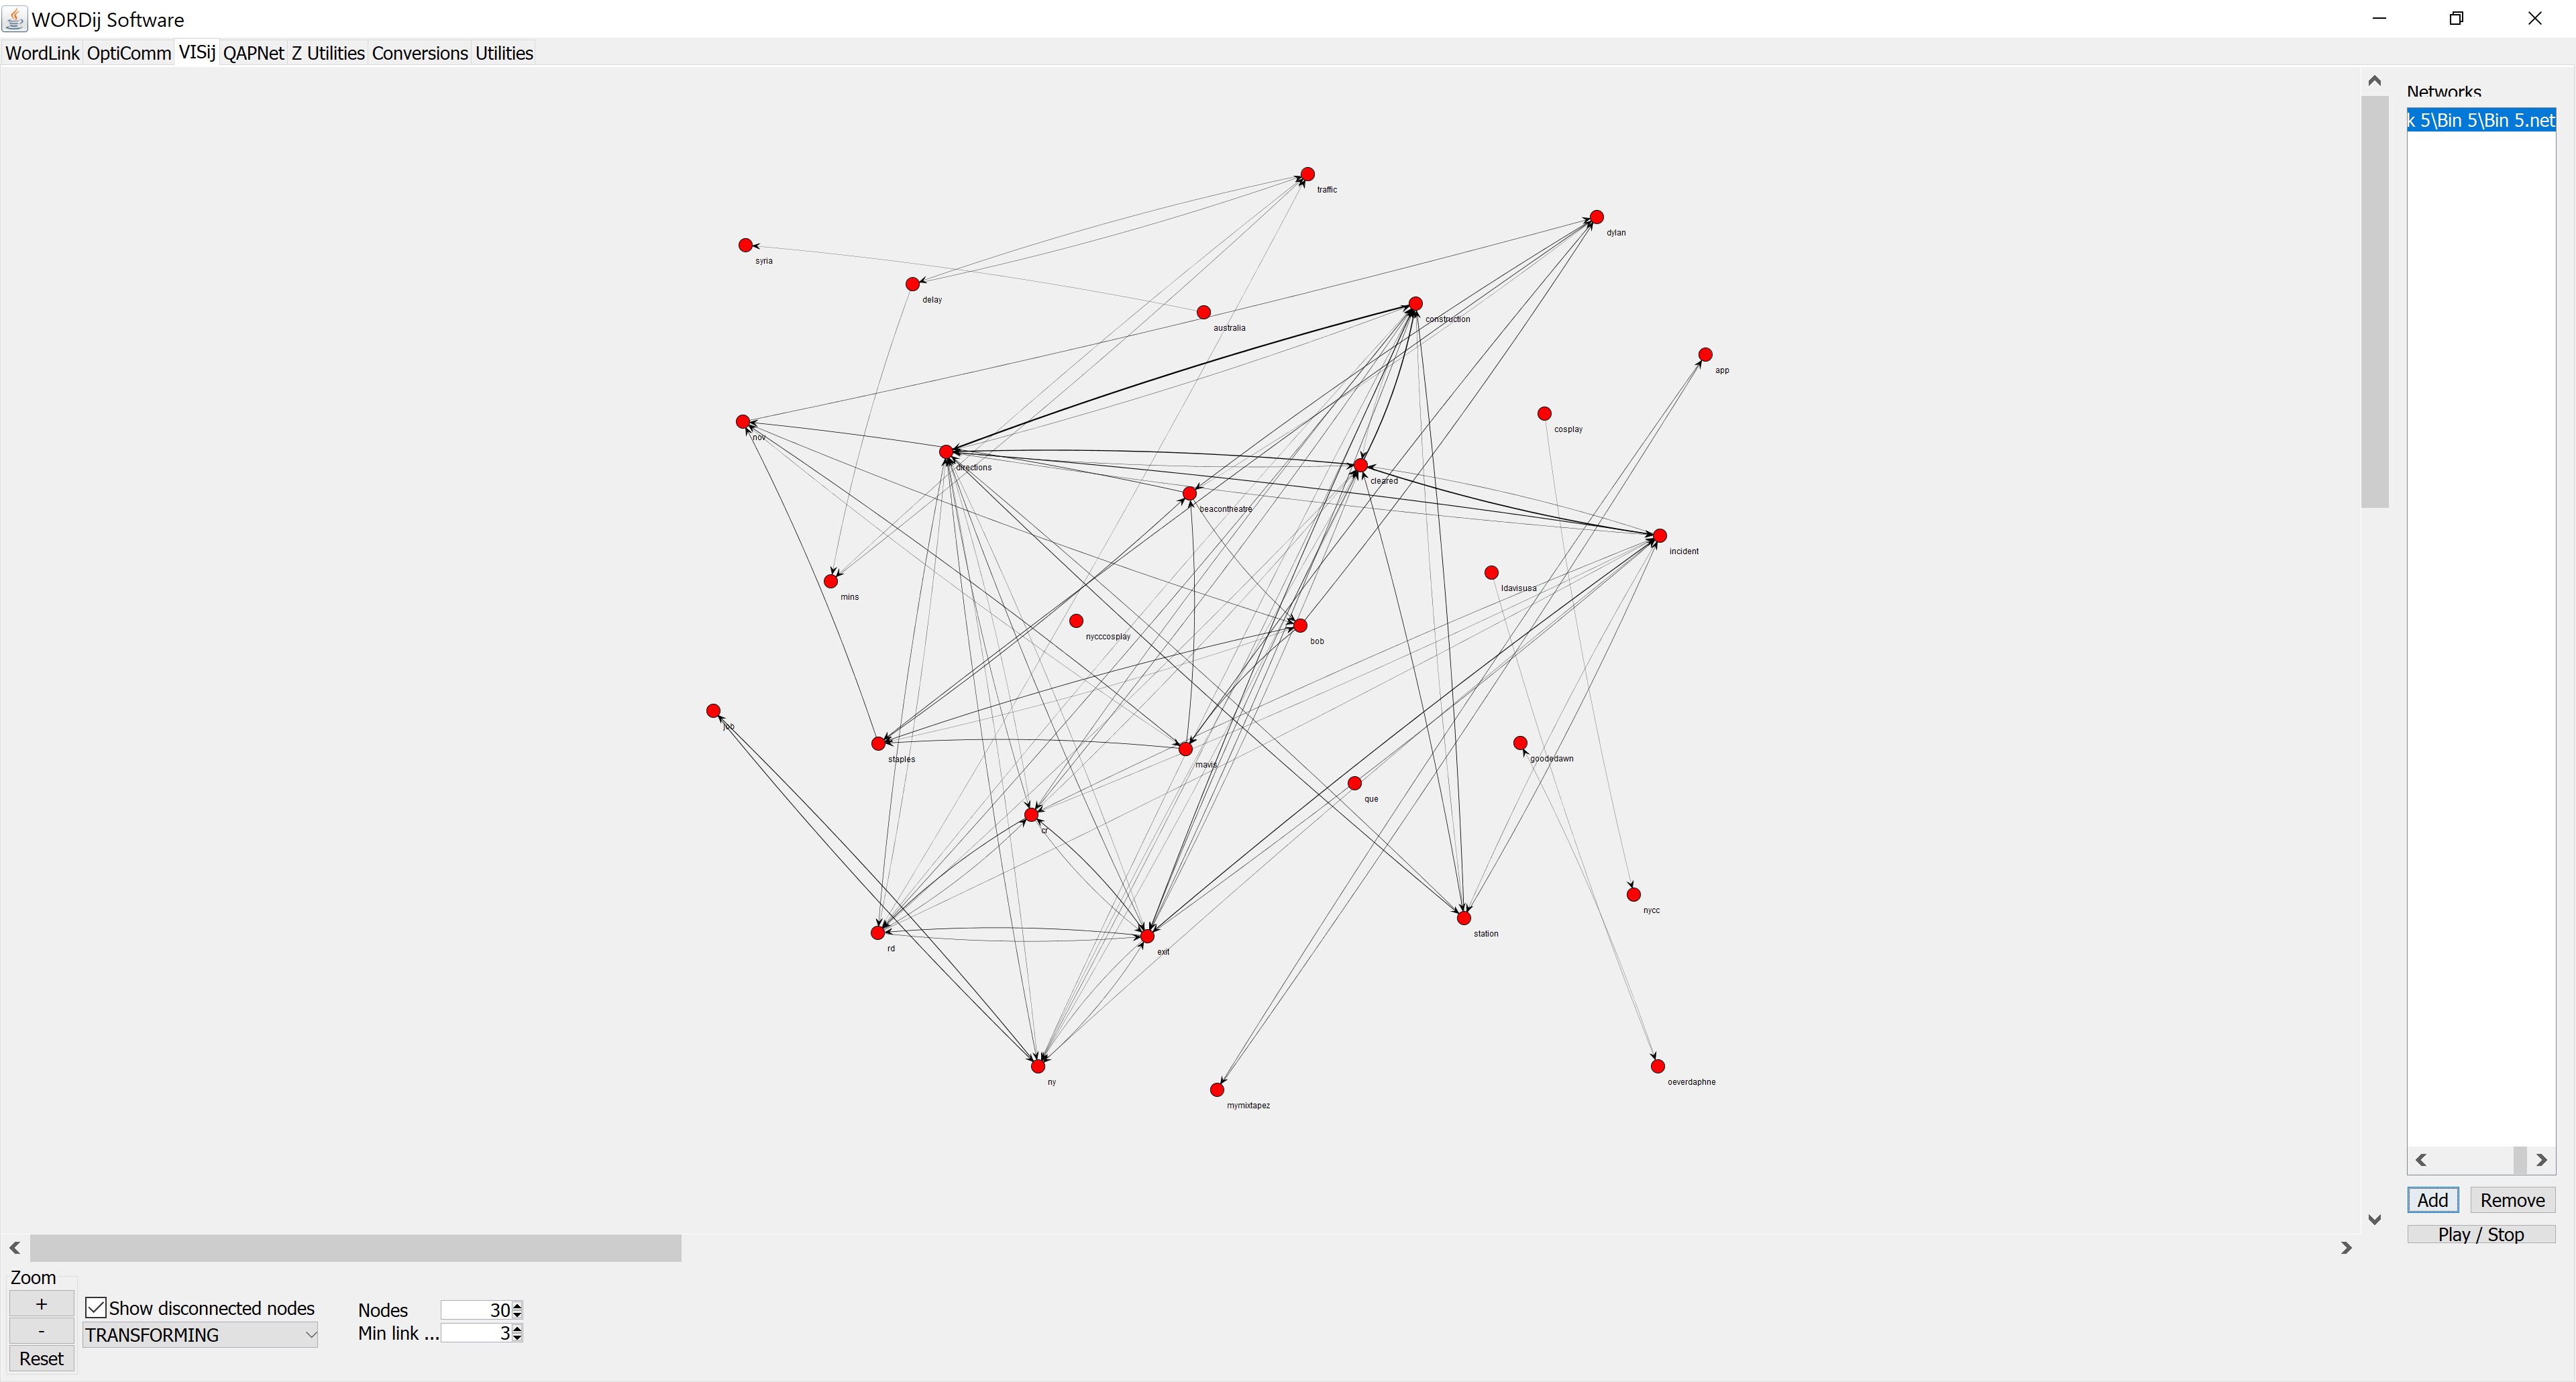 WORDij Software
WordLink OptiComm VISij QAPNet Z Utilities Conversions Utilities
Networks
k 5\Bin 5\Bin 5.net
traffic
dylan
syria
delay
construction
australia
app
cosplay
nov
directions
cleared
beacontheatre
incident
ldavisusa
mins
nycccosplay
bob
job
staples
goodedawn
mavis
que
cr
nycc
station
rd
exit
ny
oeverdaphne
mymixtapez
Add Remove
Play / Stop
Zoom
+
Show disconnected nodes
Nodes 30
-
TRANSFORMING
Min link ... 3
Reset